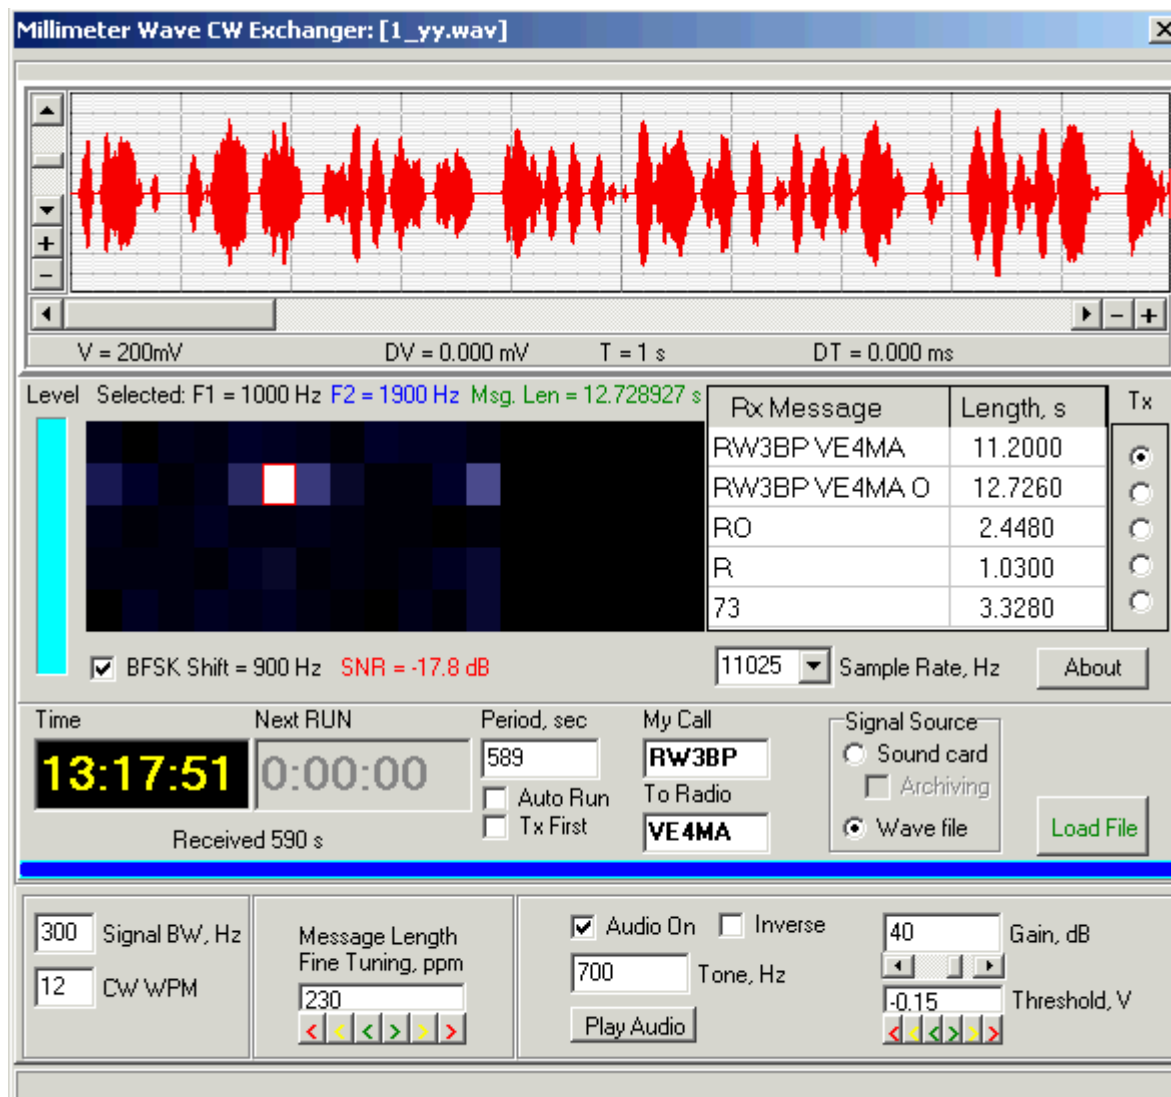 Millimeter Wave CW Exchanger: [1_yy.wav]
V = 200mV DV = 0.000 mV T = 1 s DT = 0.000 ms
Level Selected: F1 = 1000 Hz F2 = 1900 Hz Msg. Len = 12.728927 s
Rx Message Length, s Tx
RW3BP VE4MA 11.2000
RW3BP VE4MA O 12.7260
RO 2.4480
R 1.0300
73 3.3280
BFSK Shift = 900 Hz SNR = -17.8 dB
11025 Sample Rate, Hz About
Time Next RUN Period, sec My Call Signal Source
13:17:51 0:00:00 589 RW3BP Sound card
Auto Run To Radio Archiving
Tx First VE4MA Wave file Load File
Received 590 s
300 Signal BW, Hz
12 CW WPM
Message Length
Fine Tuning, ppm
230
Audio On Inverse
700 Tone, Hz
Play Audio
40 Gain, dB
-0.15 Threshold, V